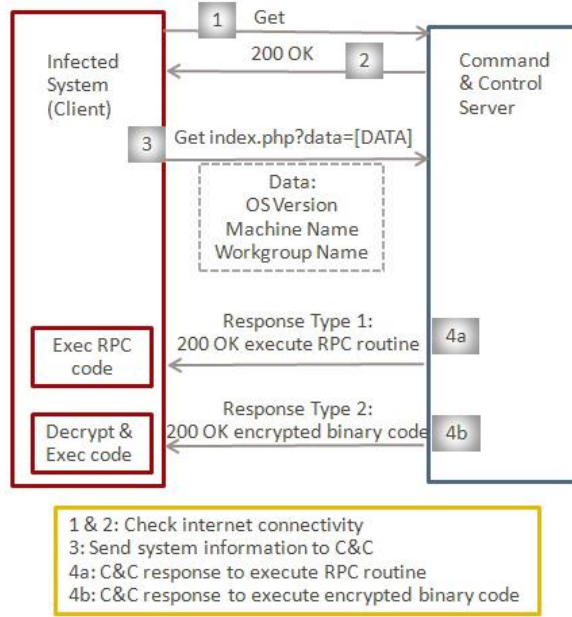 1
Get
200 OK
2
Infected
System
(Client)
Command
& Control
Server
3
Get index.php?data=[DATA]
Data:
OS Version
Machine Name
Workgroup Name
Response Type 1:
200 OK execute RPC routine
4a
Exec RPC
code
Response Type 2:
200 OK encrypted binary code
4b
Decrypt &
Exec code
1 & 2: Check internet connectivity
3: Send system information to C&C
4a: C&C response to execute RPC routine
4b: C&C response to execute encrypted binary code